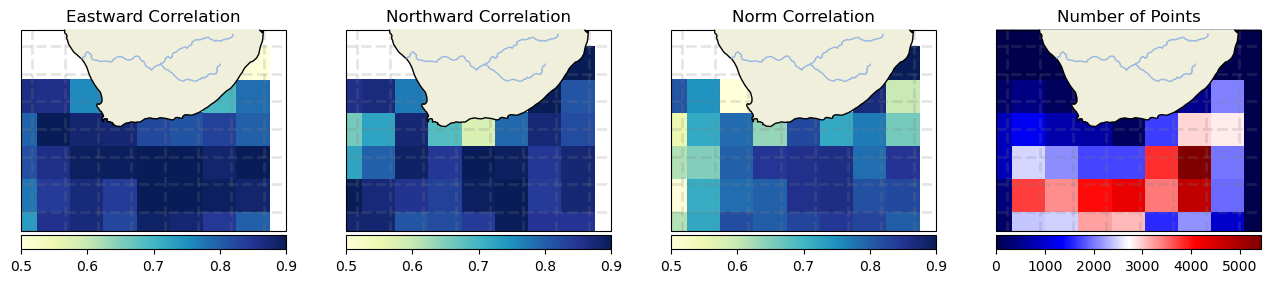 Eastward Correlation
Northward Correlation
Norm Correlation
Number of Points
0.5 0.6 0.7 0.8 0.9
0.5 0.6 0.7 0.8 0.9
0.5 0.6 0.7 0.8 0.9
0 1000 2000 3000 4000 5000